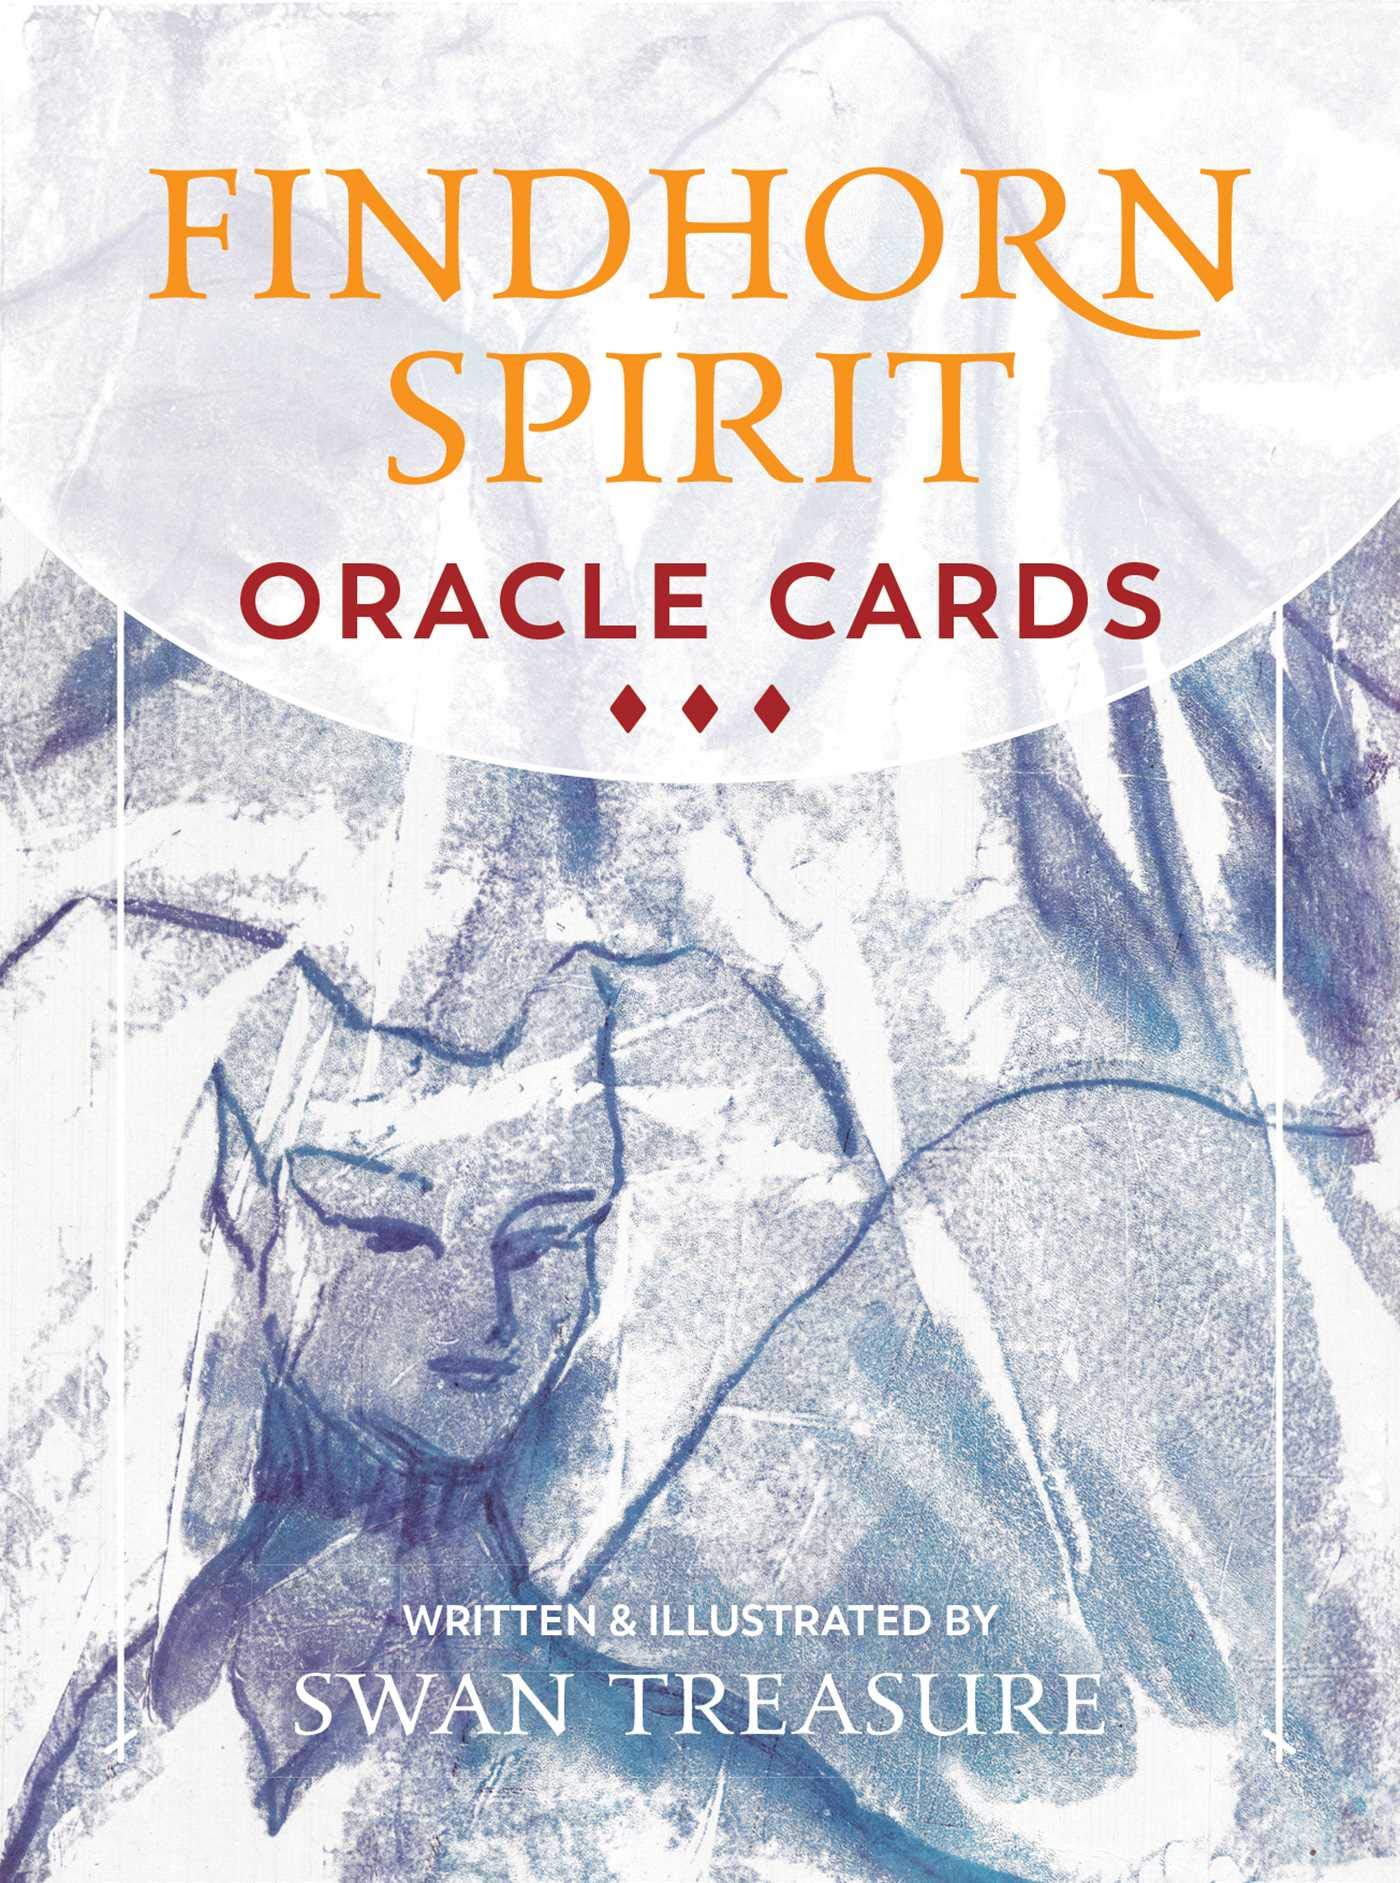 FINDHORN
SPIRIT
ORACLE CARDS
WRITTEN & ILLUSTRATED BY
SWAN TREASURE